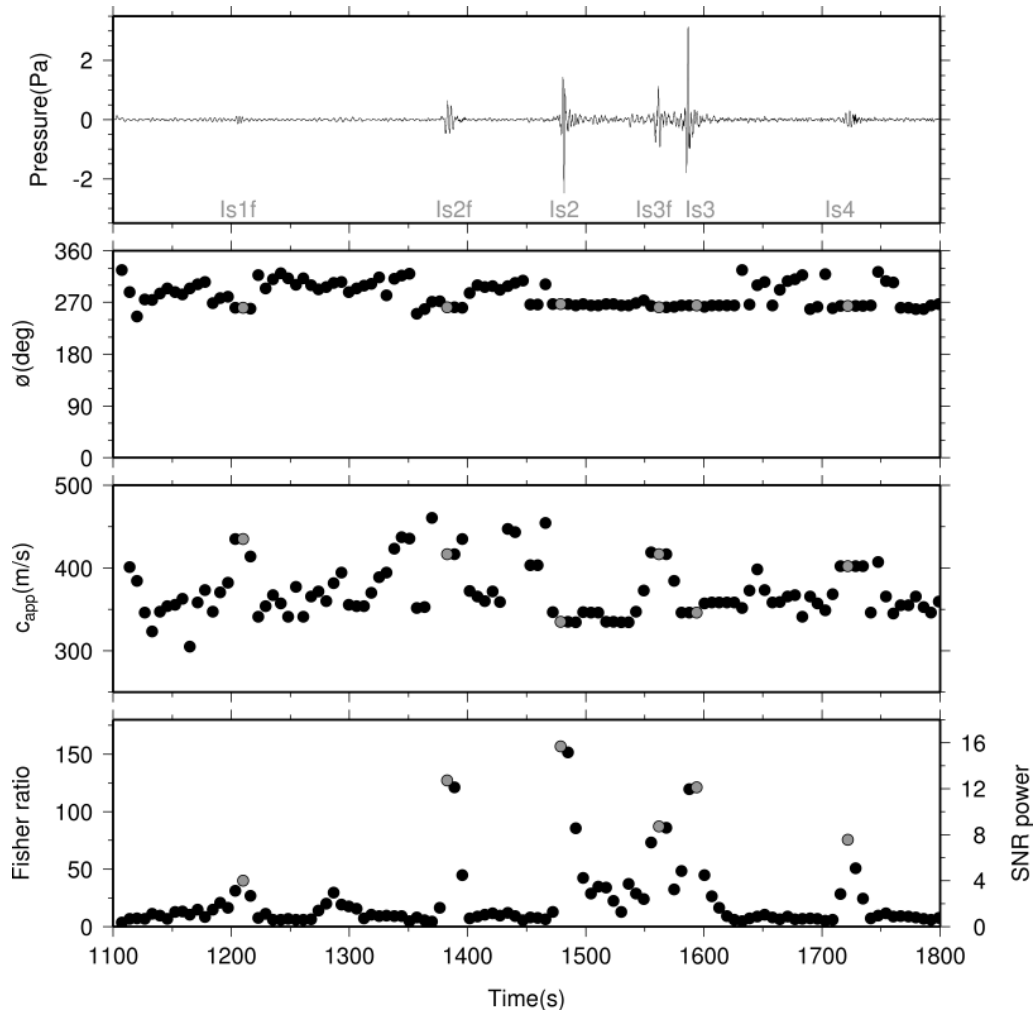 Pressure(Pa)
2
0
-2
Is1f Is2f Is2 Is3f Is3 Is4
ø(deg)
360
270
180
90
0
c_app(m/s)
500
400
300
Fisher ratio
150
100
50
0
16
12
8
4
0
SNR power
1100 1200 1300 1400 1500 1600 1700 1800
Time(s)